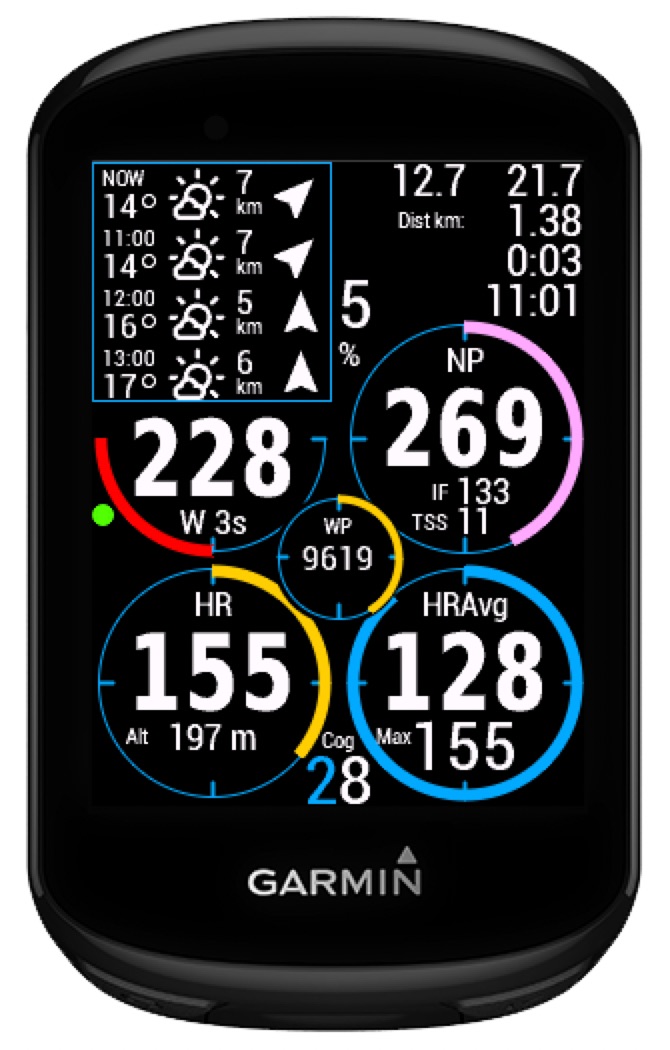 NOW 7
14° km
11:00 7
14° km
12:00 5
16° km
13:00 6
17° km
12.7 21.7
Dist km: 1.38
0:03
11:01
5
%
228
W 3s
NP
269
IF 133
TSS 11
WP
9619
HR
155
Alt 197 m
HRAvg
128
Max 155
Cog
28
GARMIN